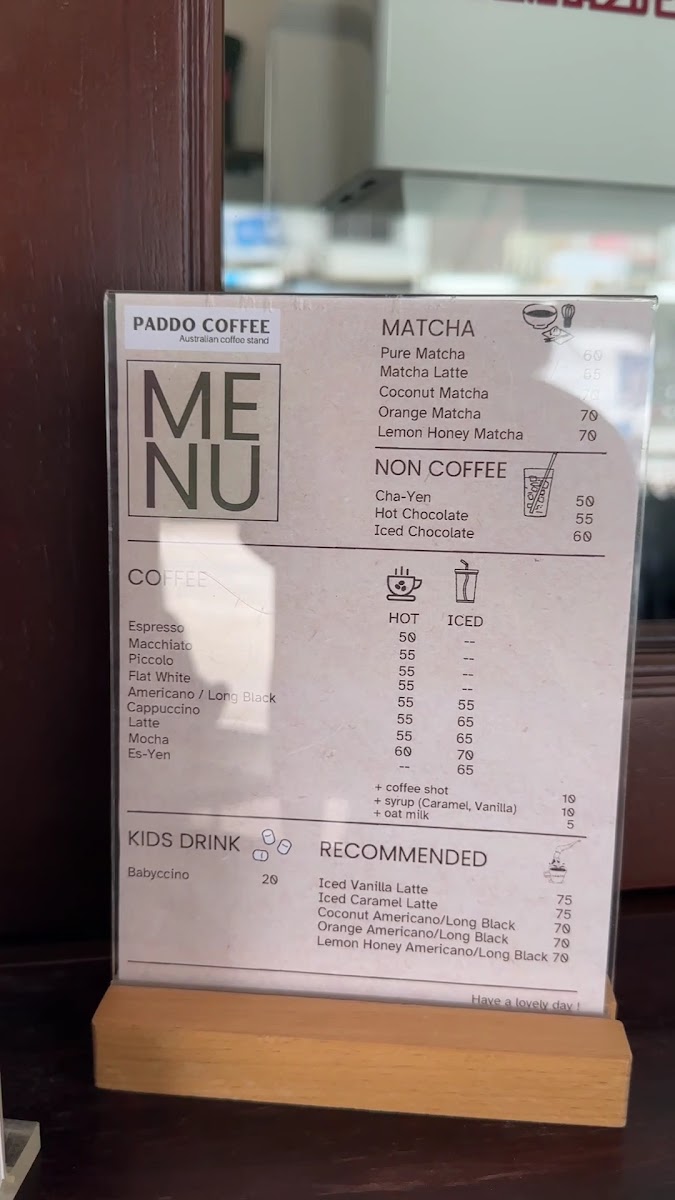 PADDO COFFEE
Australian coffee stand
ME
NU
MATCHA
Pure Matcha 60
Matcha Latte 65
Coconut Matcha 70
Orange Matcha 70
Lemon Honey Matcha 70
NON COFFEE
Cha-Yen 50
Hot Chocolate 55
Iced Chocolate 60
COFFEE
HOT ICED
Espresso 50 --
Macchiato 55 --
Piccolo 55 --
Flat White 55 --
Americano / Long Black 55 55
Cappuccino 55 65
Latte 55 65
Mocha 60 70
Es-Yen -- 65
+ coffee shot 10
+ syrup (Caramel, Vanilla) 10
+ oat milk 5
KIDS DRINK
Babyccino 20
RECOMMENDED
Iced Vanilla Latte 75
Iced Caramel Latte 75
Coconut Americano/Long Black 70
Orange Americano/Long Black 70
Lemon Honey Americano/Long Black 70
Have a lovely day !